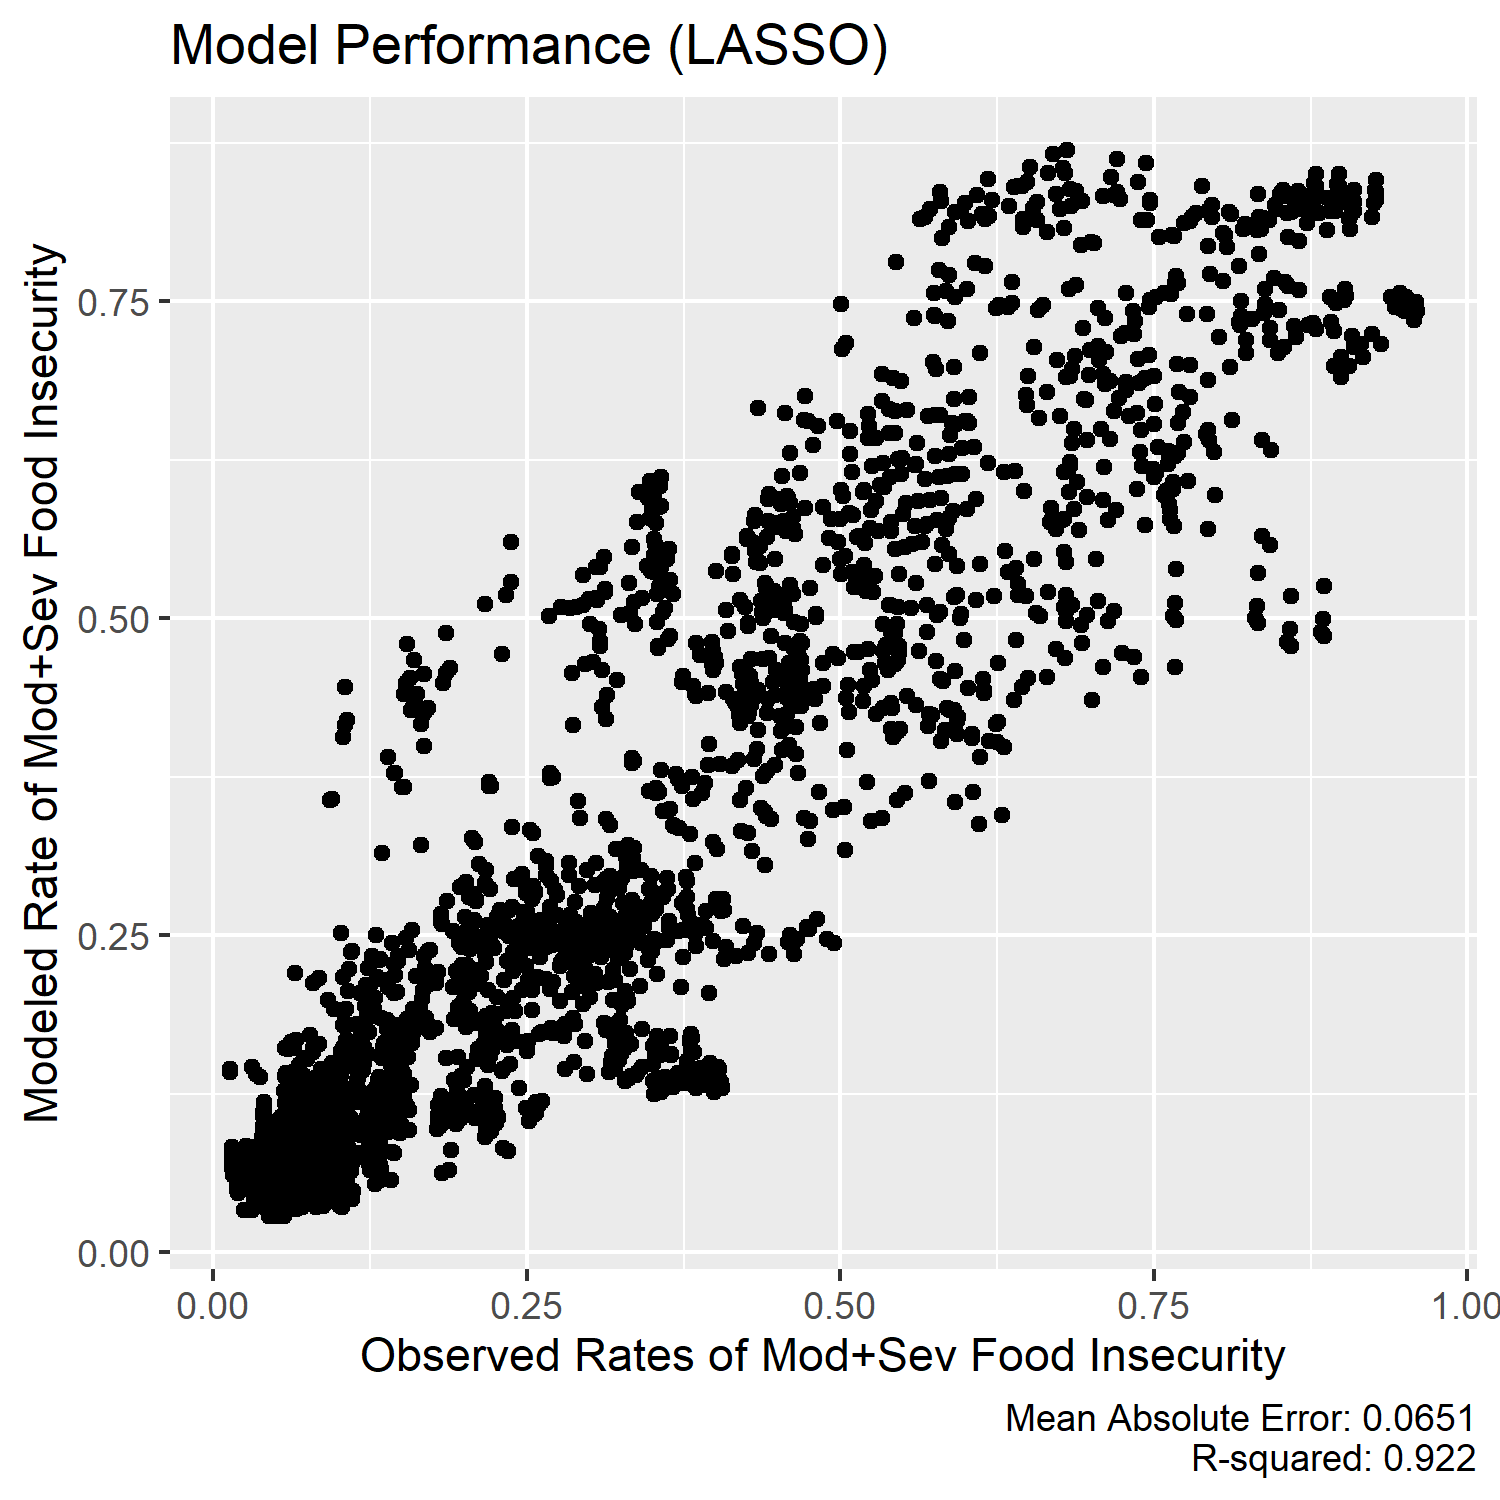 Model Performance (LASSO)
Modeled Rate of Mod+Sev Food Insecurity
0.75
0.50
0.25
0.00
0.00 0.25 0.50 0.75 1.00
Observed Rates of Mod+Sev Food Insecurity
Mean Absolute Error: 0.0651
R-squared: 0.922